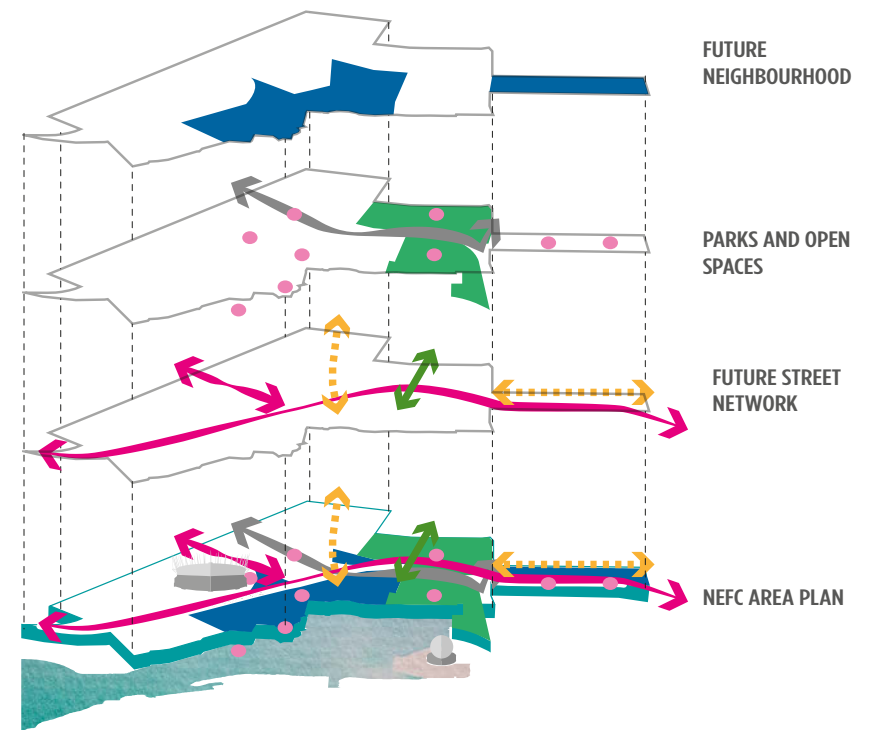 FUTURE
NEIGHBOURHOOD
PARKS AND OPEN
SPACES
FUTURE STREET
NETWORK
NEFC AREA PLAN